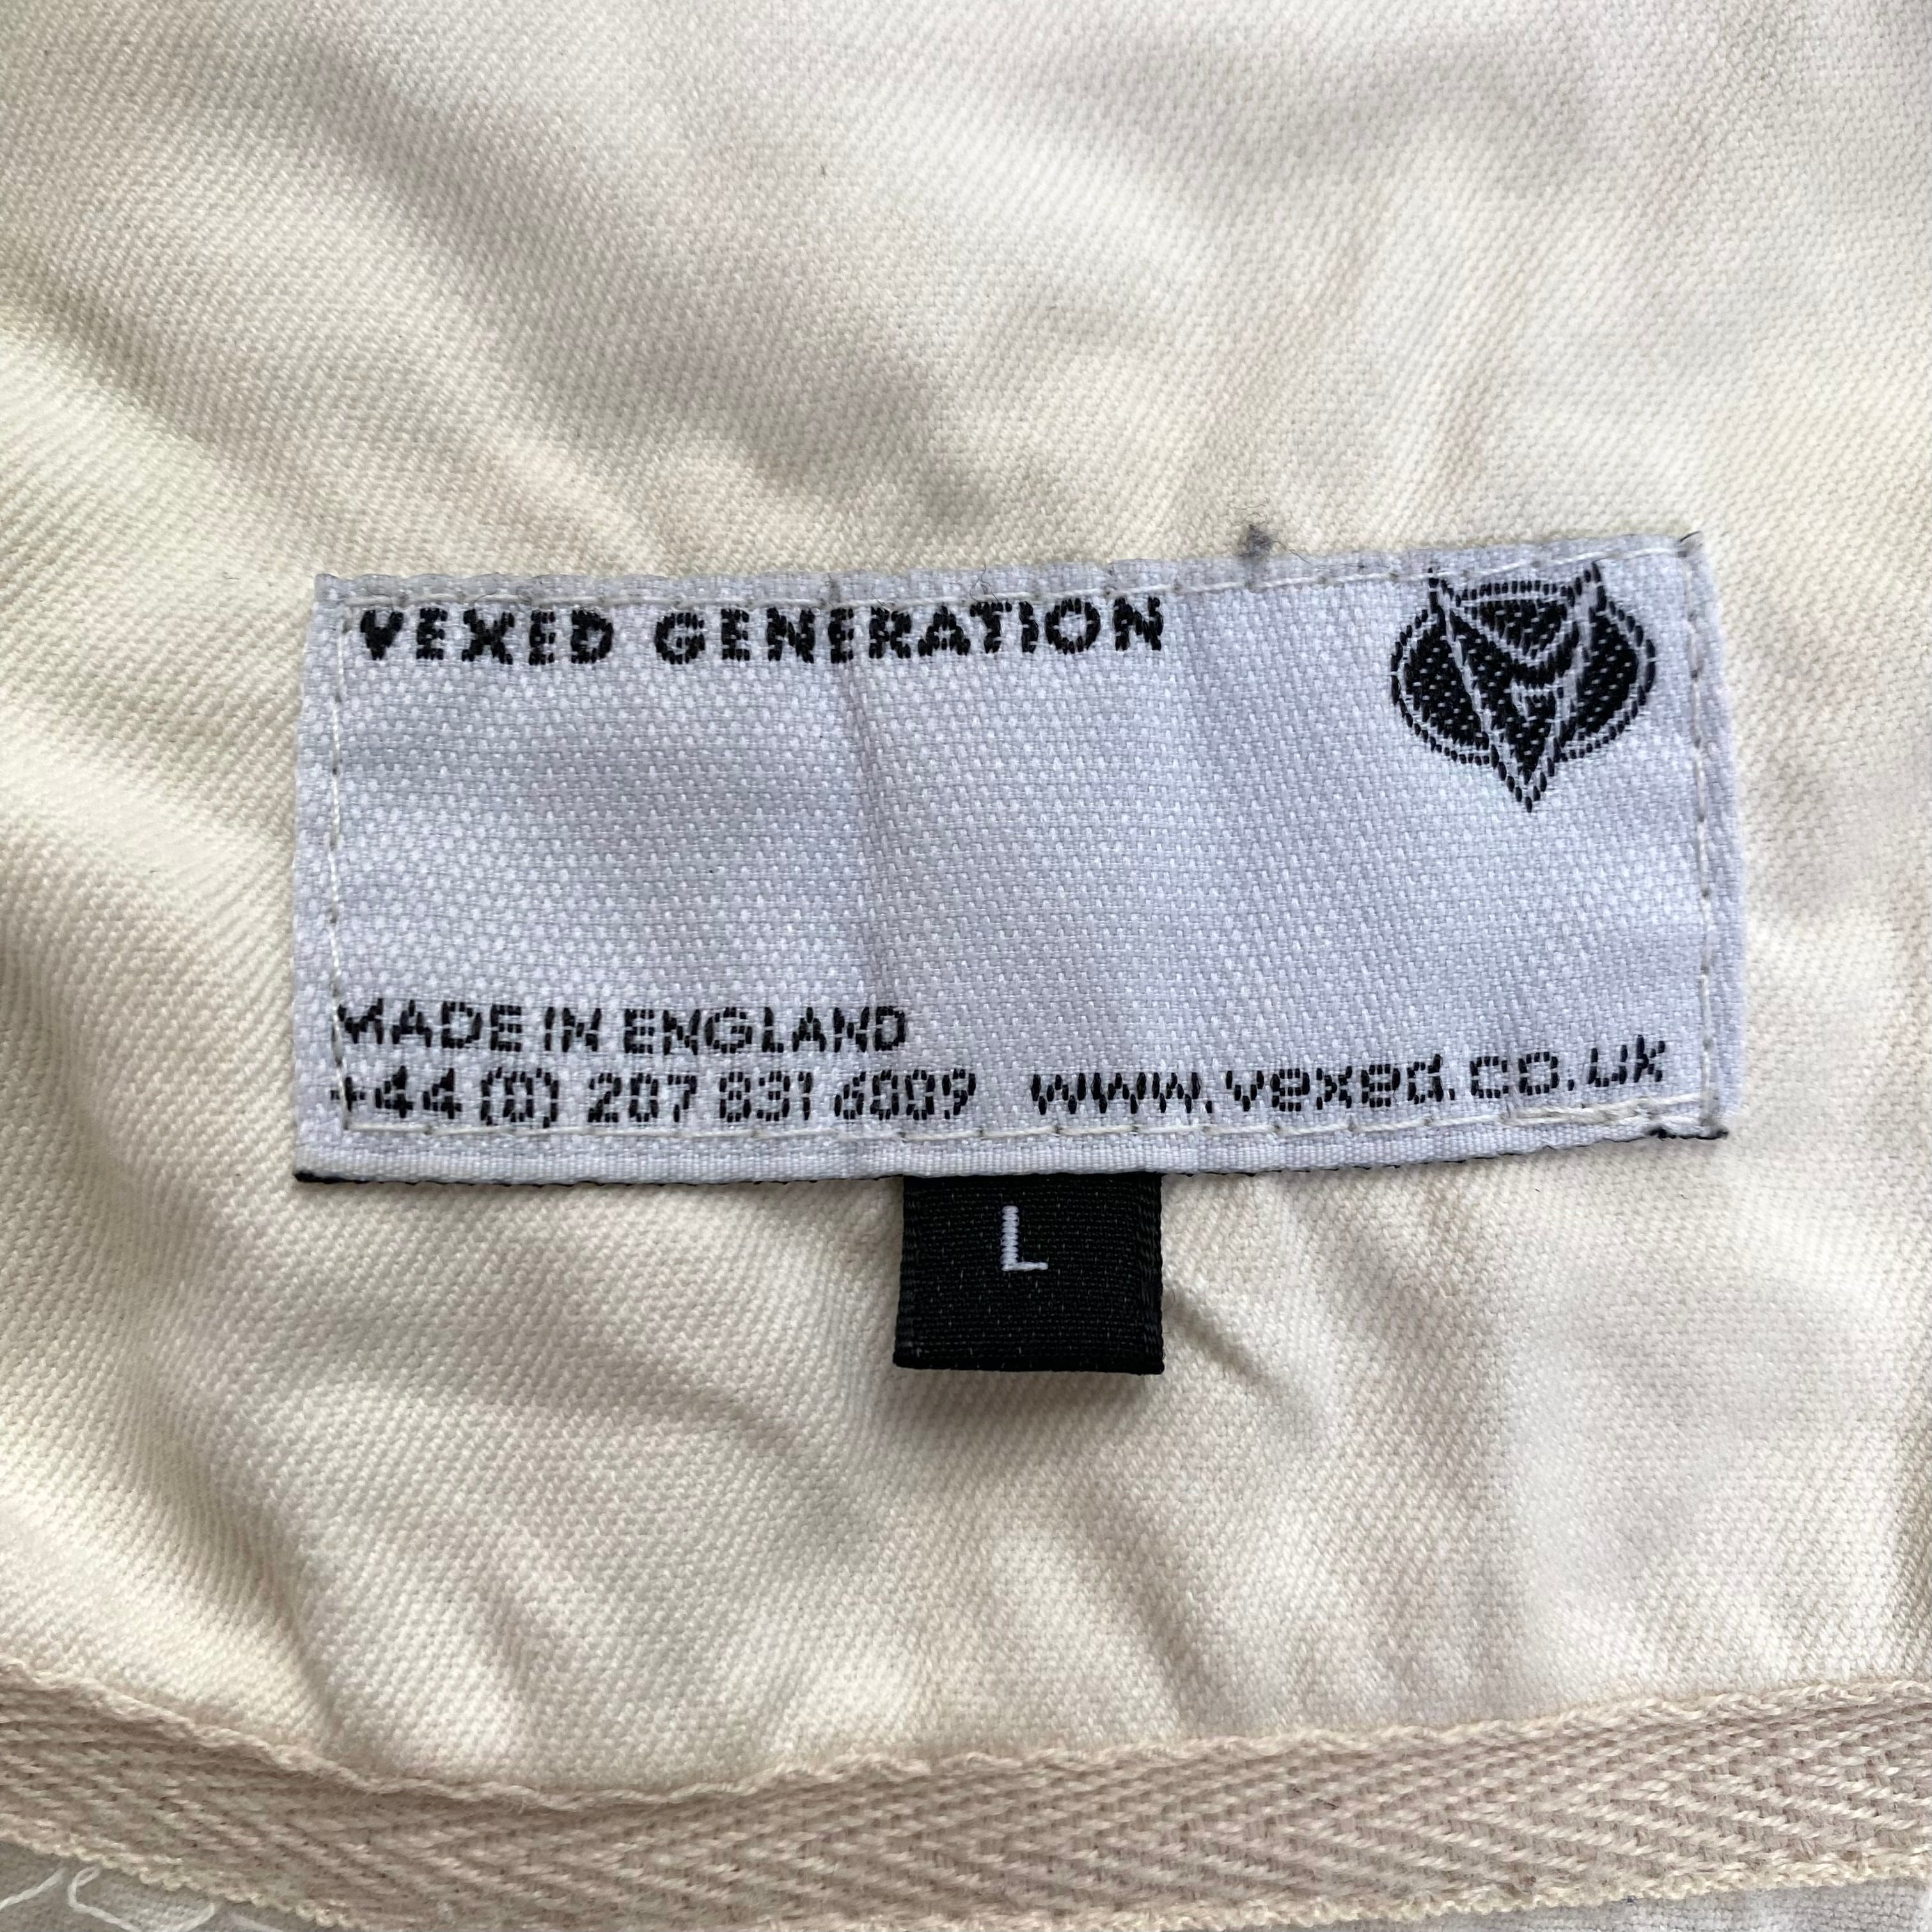 VEXED GENERATION
MADE IN ENGLAND
+44 (0) 207 831 6009 www.vexed.co.uk
L